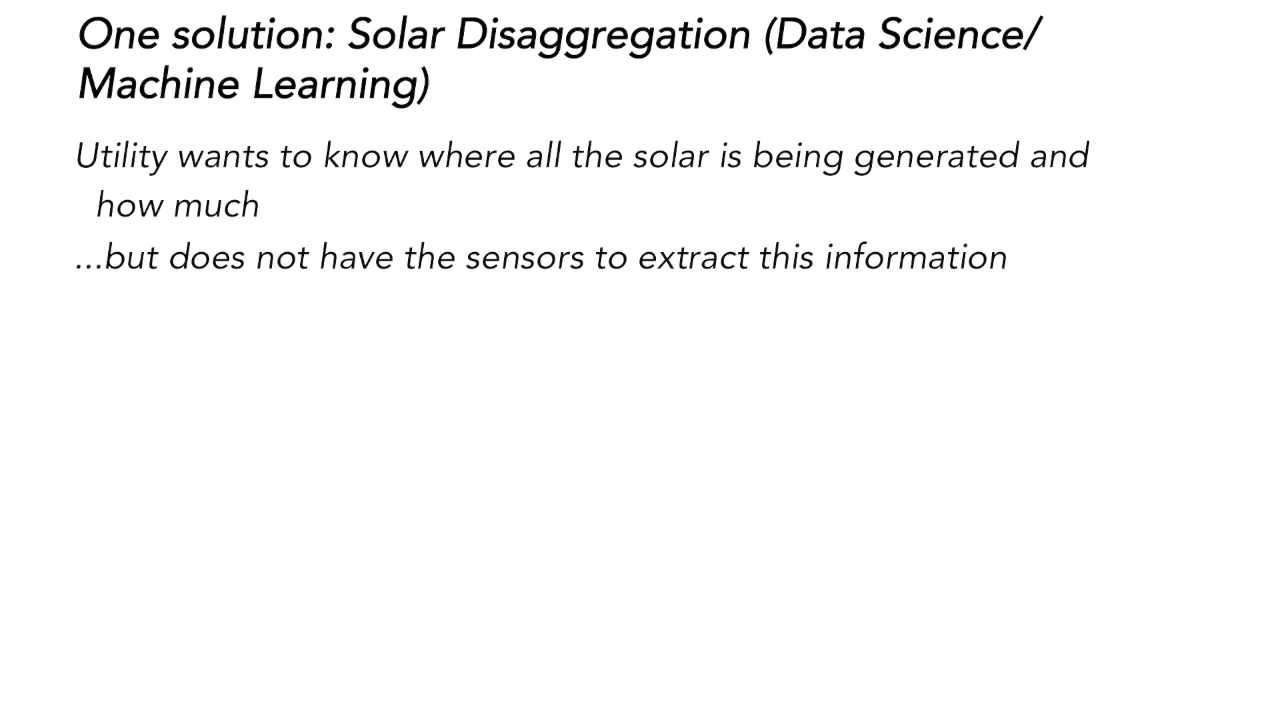 One solution: Solar Disaggregation (Data Science/
Machine Learning)
Utility wants to know where all the solar is being generated and
how much
...but does not have the sensors to extract this information